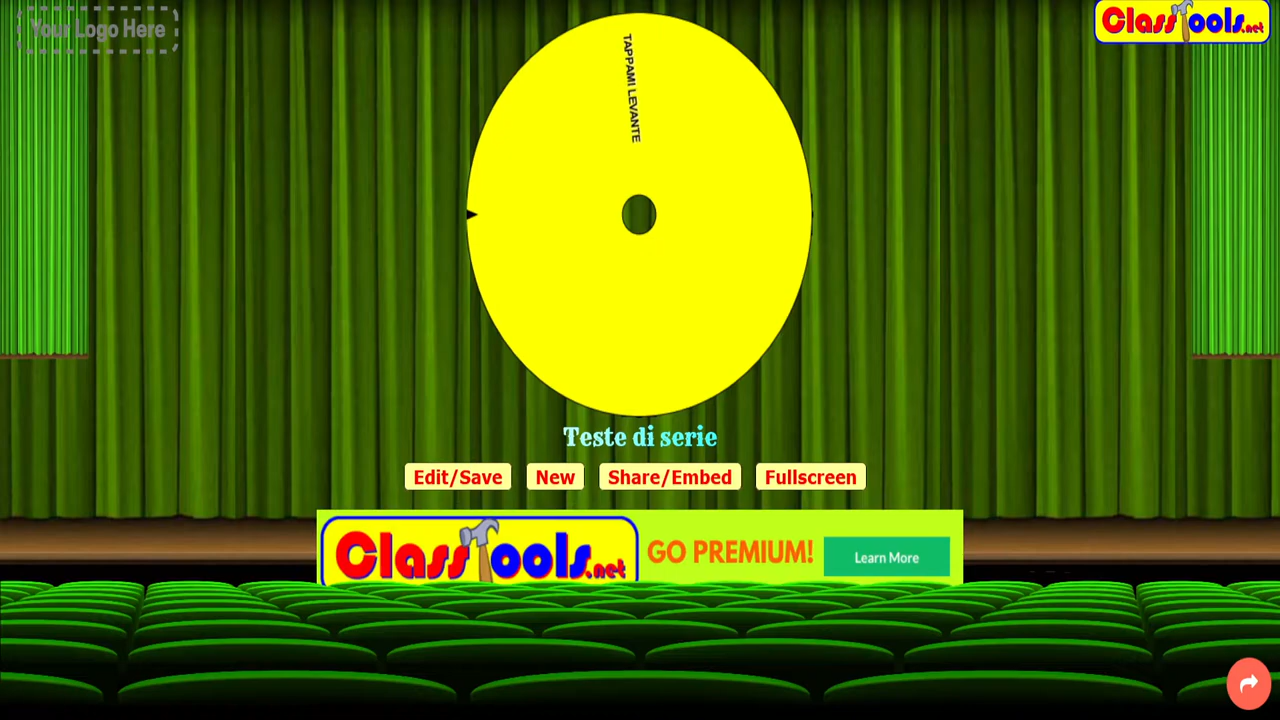 Your Logo Here
ClassTools.net
TAPPAMI LEVANTE
Teste di serie
Edit/Save
New
Share/Embed
Fullscreen
ClassTools.net
GO PREMIUM!
Learn More